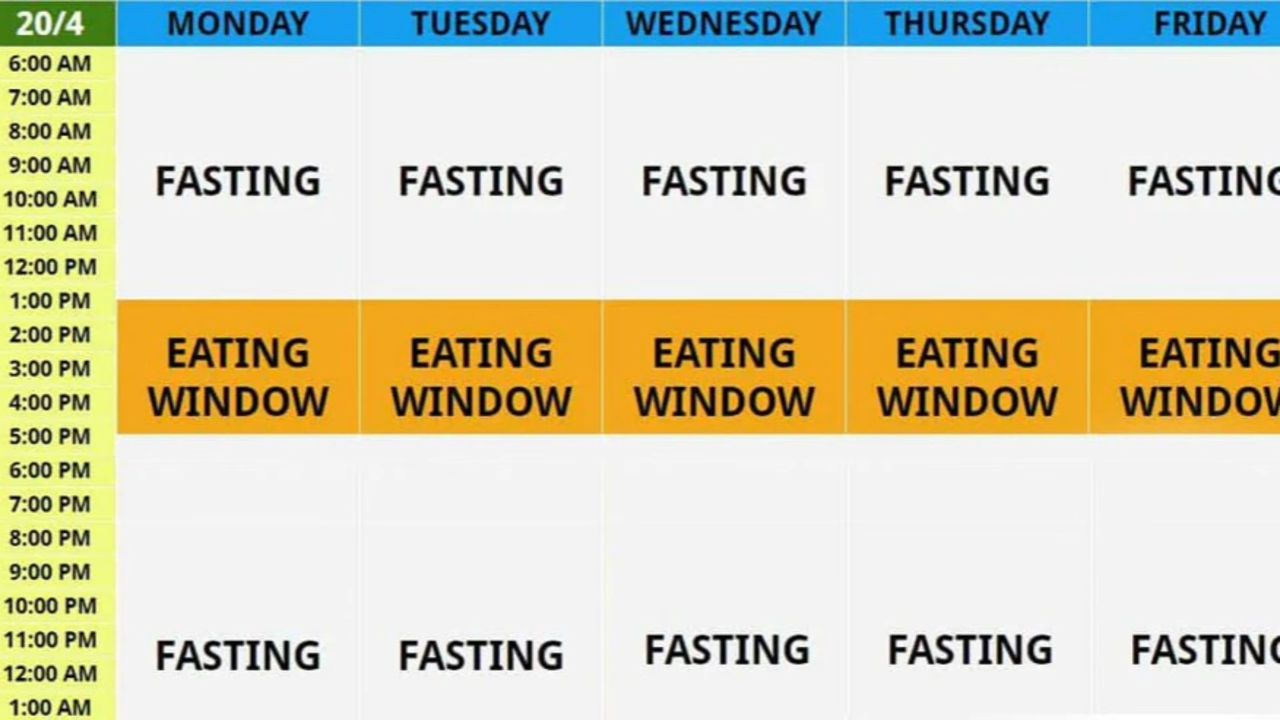 20/4 MONDAY TUESDAY WEDNESDAY THURSDAY FRIDAY
6:00 AM
7:00 AM
8:00 AM
9:00 AM
FASTING FASTING FASTING FASTING FASTING
10:00 AM
11:00 AM
12:00 PM
1:00 PM
2:00 PM
EATING EATING EATING EATING EATING
3:00 PM
4:00 PM
WINDOW WINDOW WINDOW WINDOW WINDOW
5:00 PM
6:00 PM
7:00 PM
8:00 PM
9:00 PM
10:00 PM
11:00 PM
FASTING FASTING FASTING FASTING FASTING
12:00 AM
1:00 AM